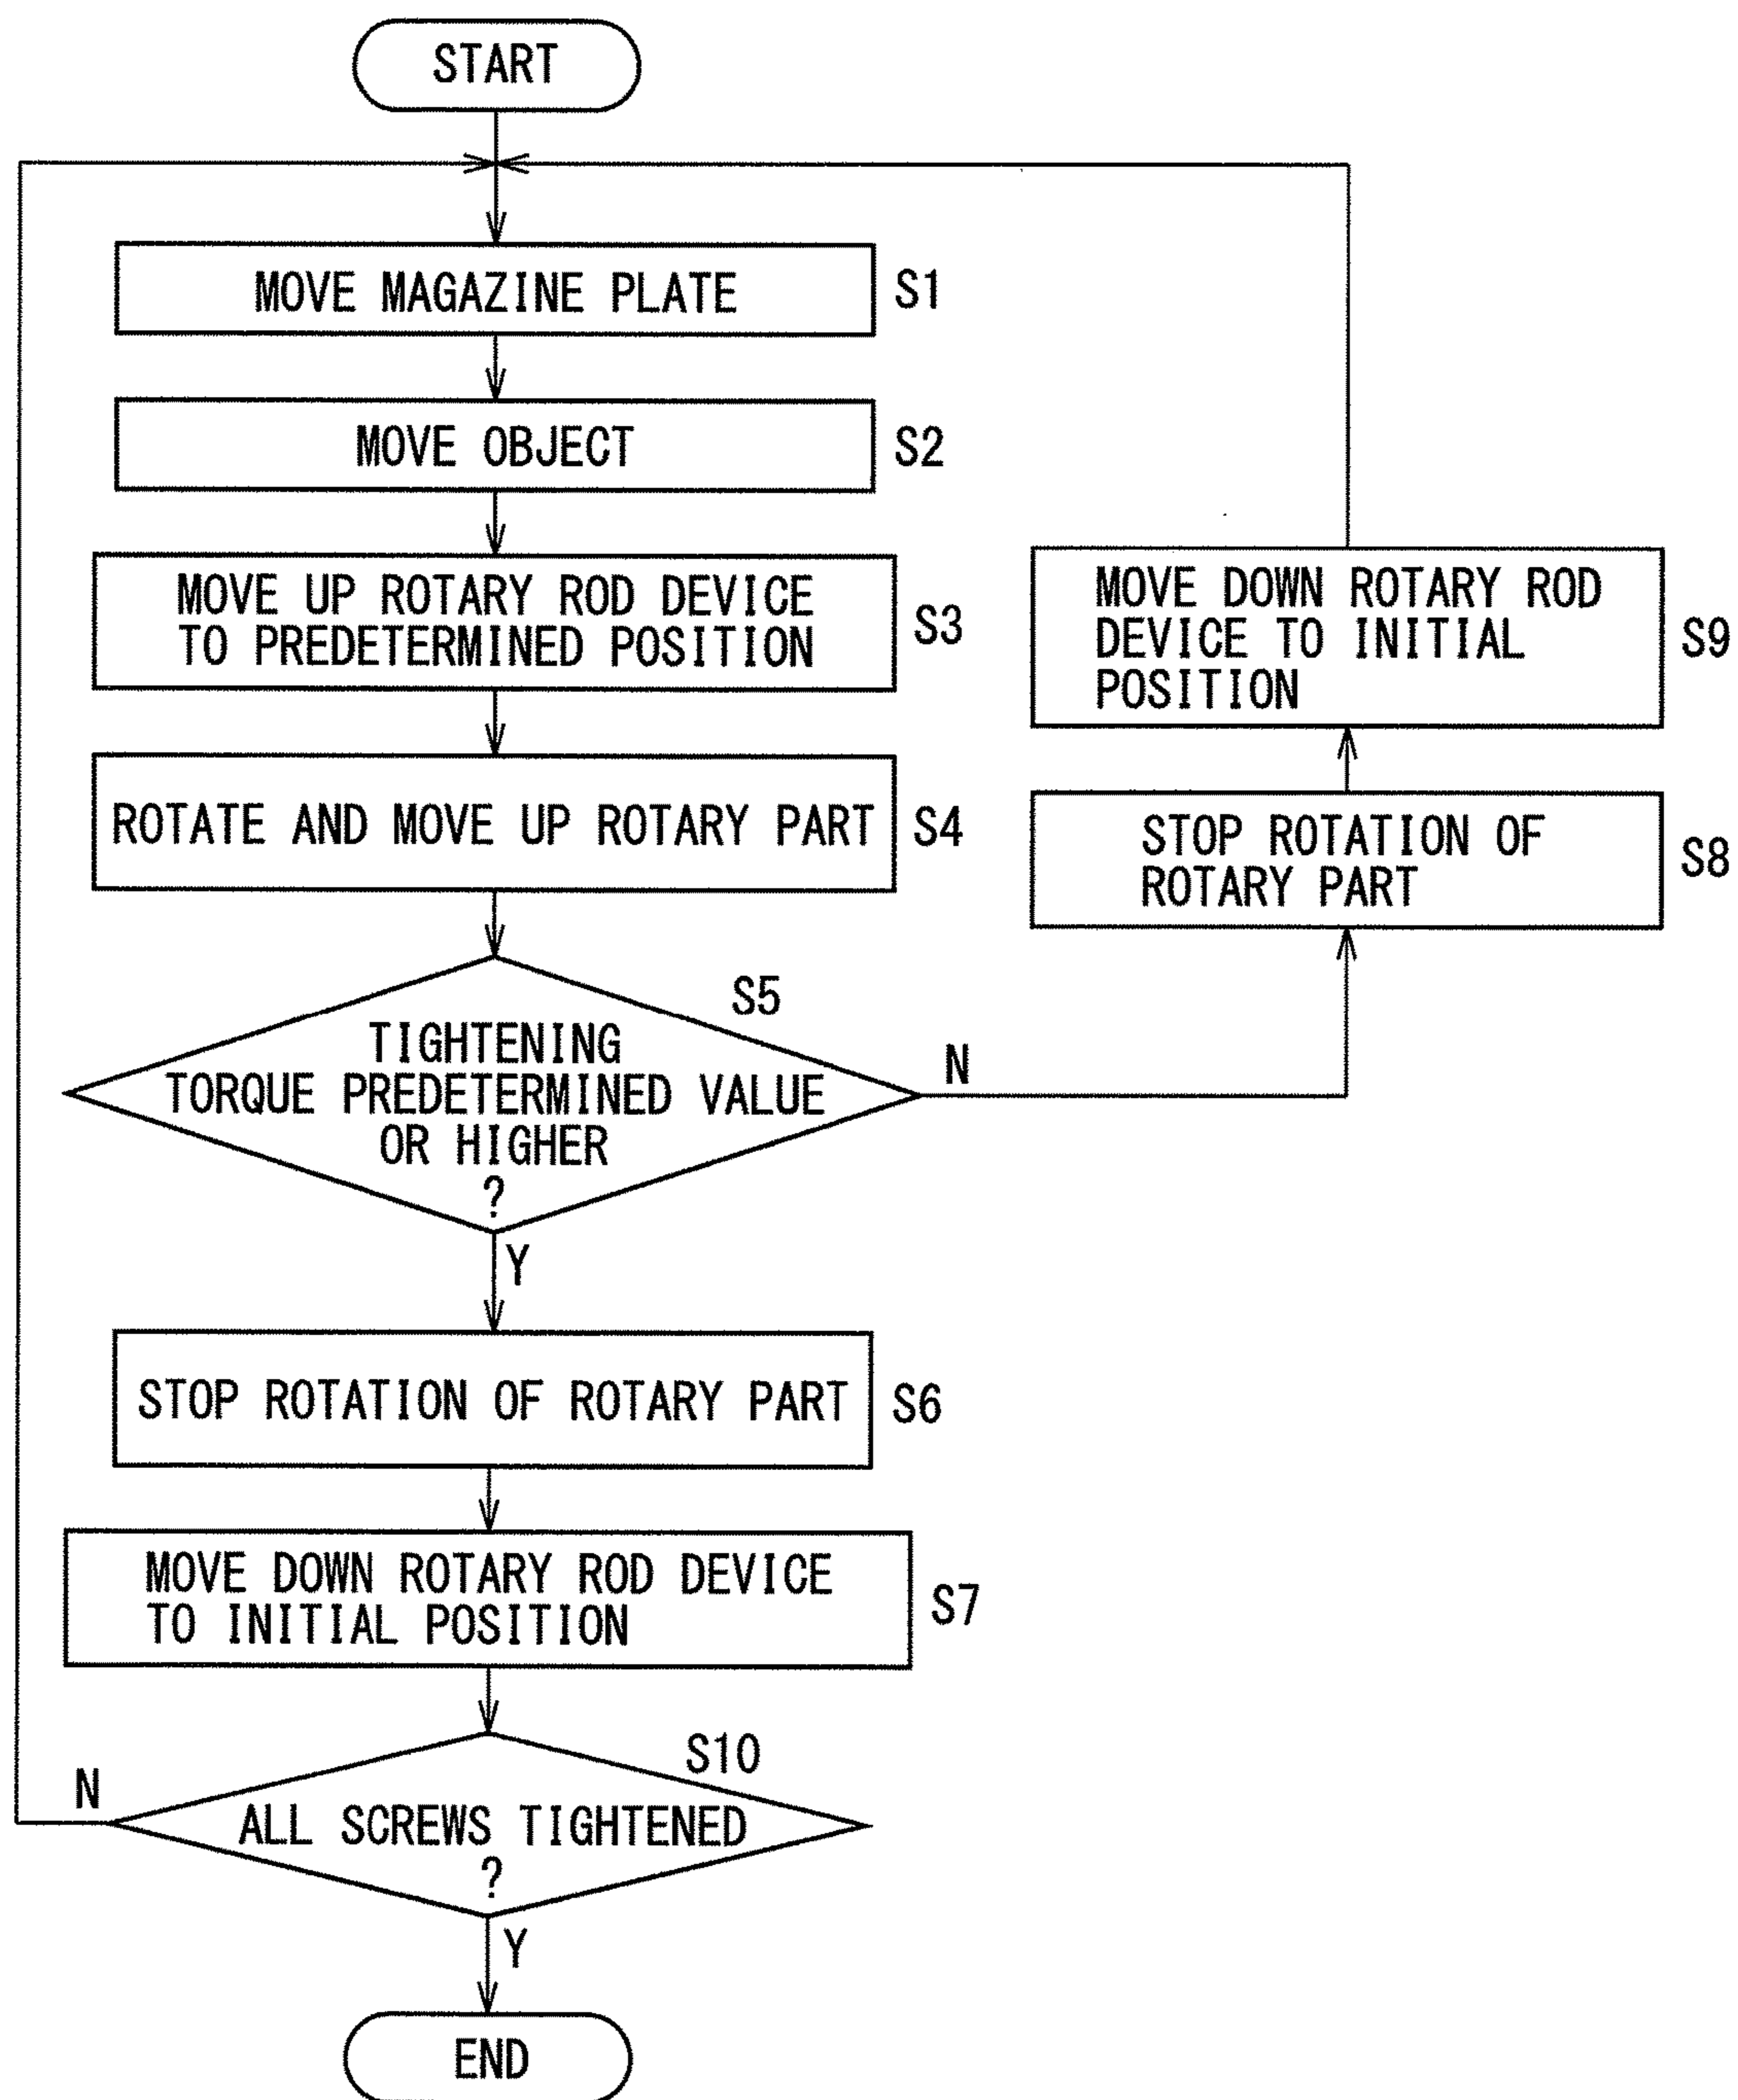 START
MOVE MAGAZINE PLATE
S1
MOVE OBJECT
S2
MOVE UP ROTARY ROD DEVICE
TO PREDETERMINED POSITION
S3
ROTATE AND MOVE UP ROTARY PART
S4
S5
TIGHTENING
TORQUE PREDETERMINED VALUE
OR HIGHER
?
N
Y
STOP ROTATION OF
ROTARY PART
S8
MOVE DOWN ROTARY ROD
DEVICE TO INITIAL
POSITION
S9
STOP ROTATION OF ROTARY PART
S6
MOVE DOWN ROTARY ROD DEVICE
TO INITIAL POSITION
S7
S10
ALL SCREWS TIGHTENED
?
N
Y
END